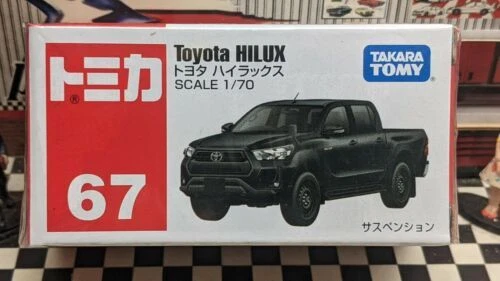 トミカ
®
67
Toyota HILUX
トヨタ ハイラックス
SCALE 1/70
TAKARA
TOMY
サスペンション